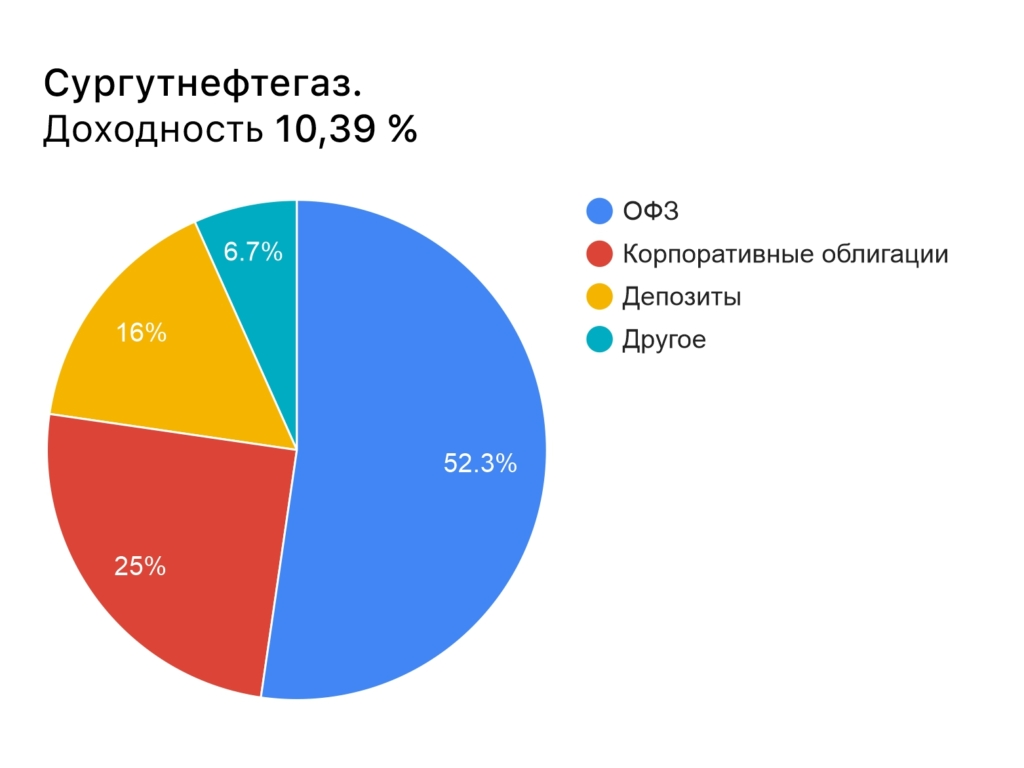 Сургутнефтегаз.
Доходность 10,39 %
ОФЗ
Корпоративные облигации
Депозиты
Другое
6.7%
16%
52.3%
25%